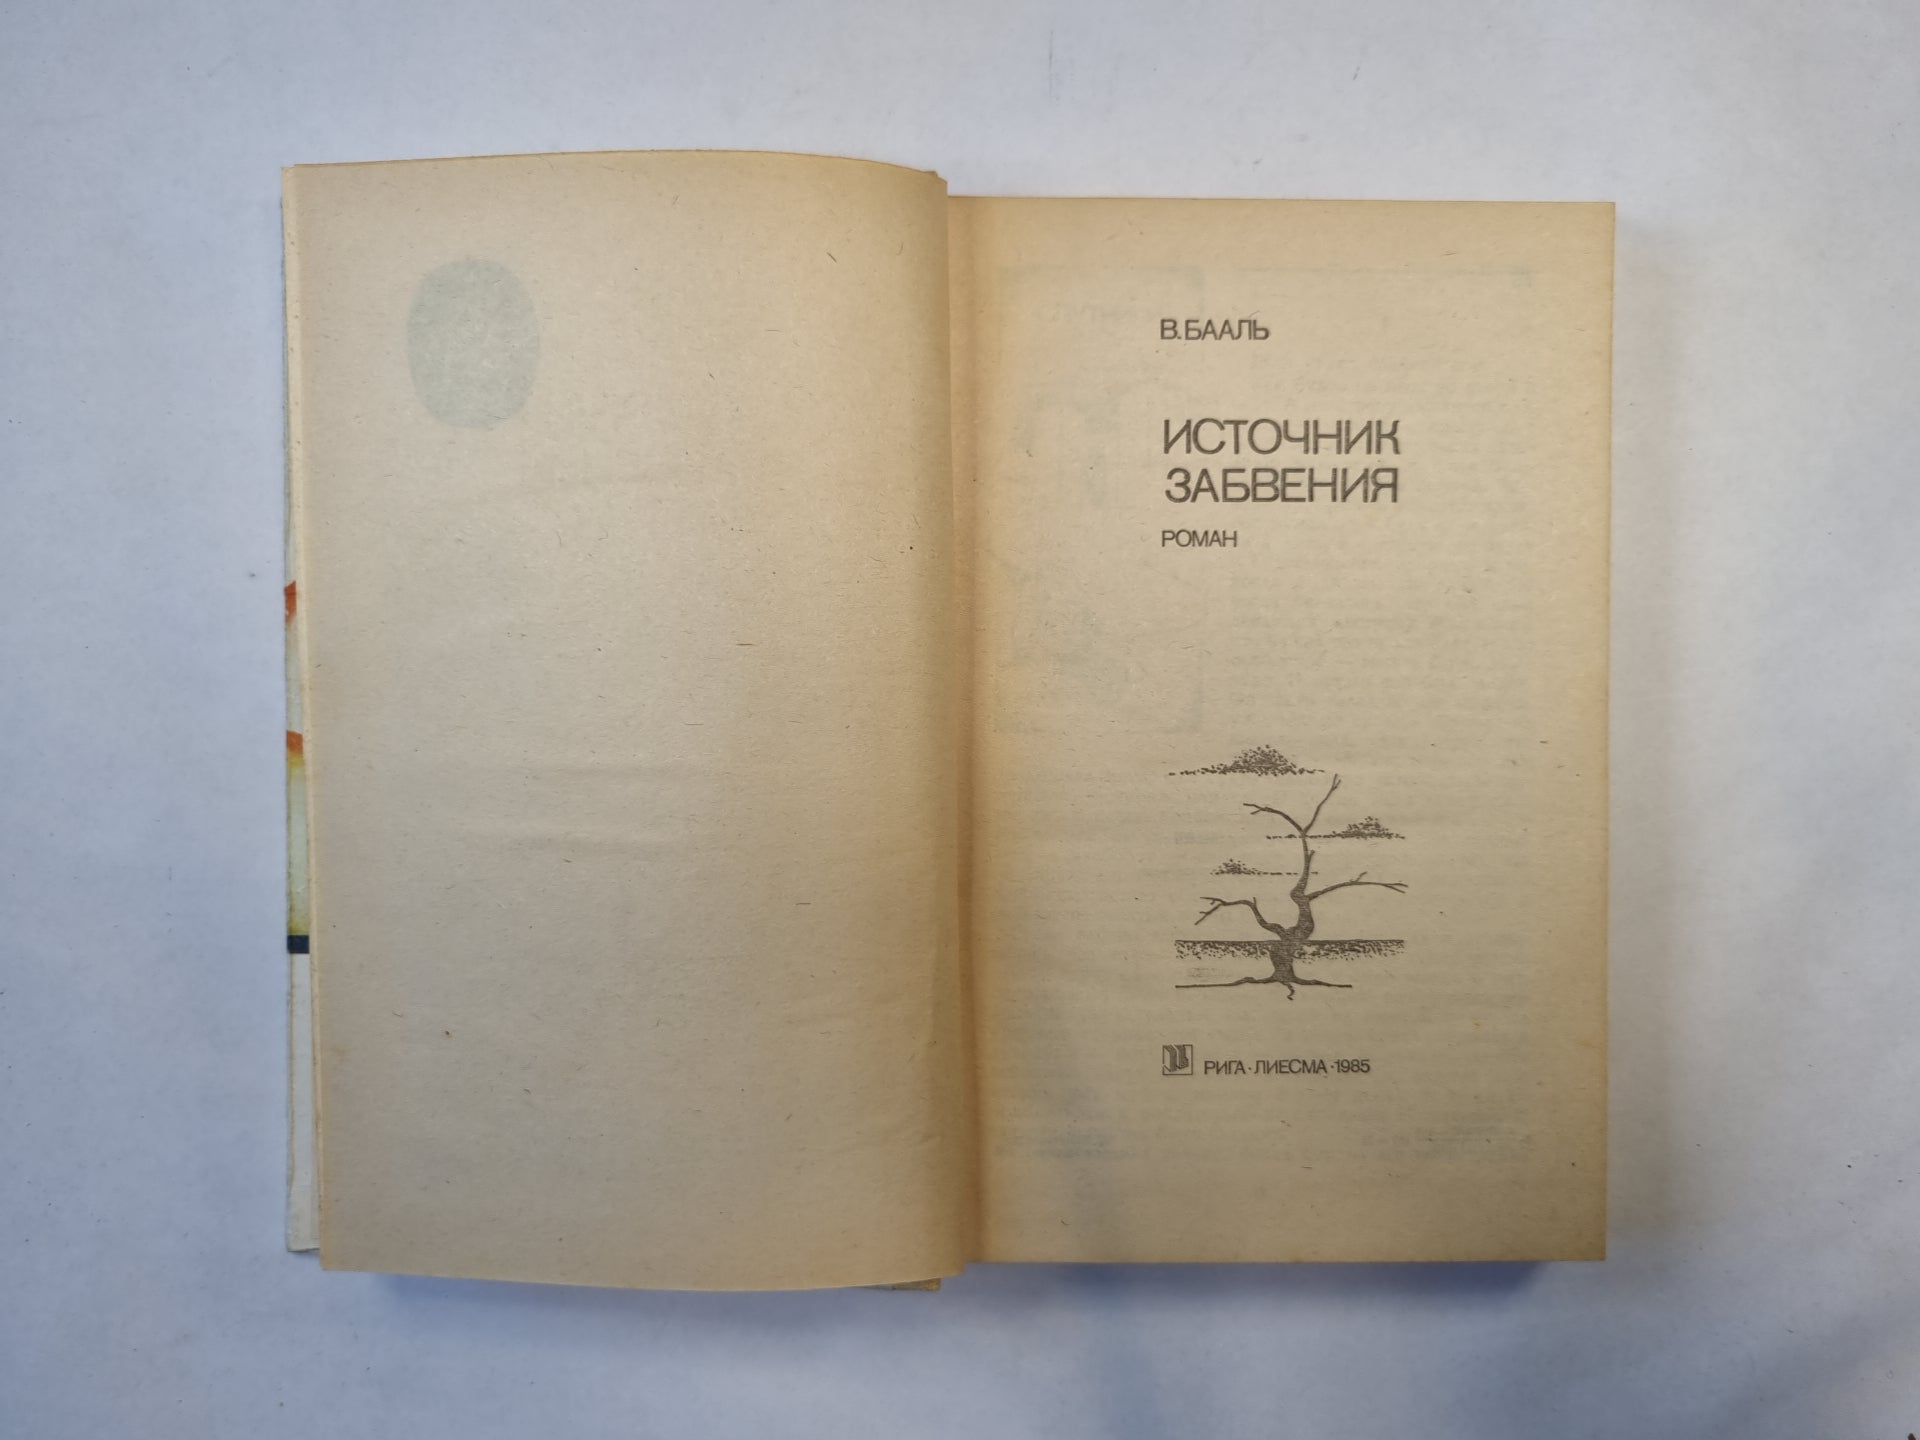 В. БААЛЬ
ИСТОЧНИК
ЗАБВЕНИЯ
РОМАН
РИГА · ЛИЕСМА · 1985